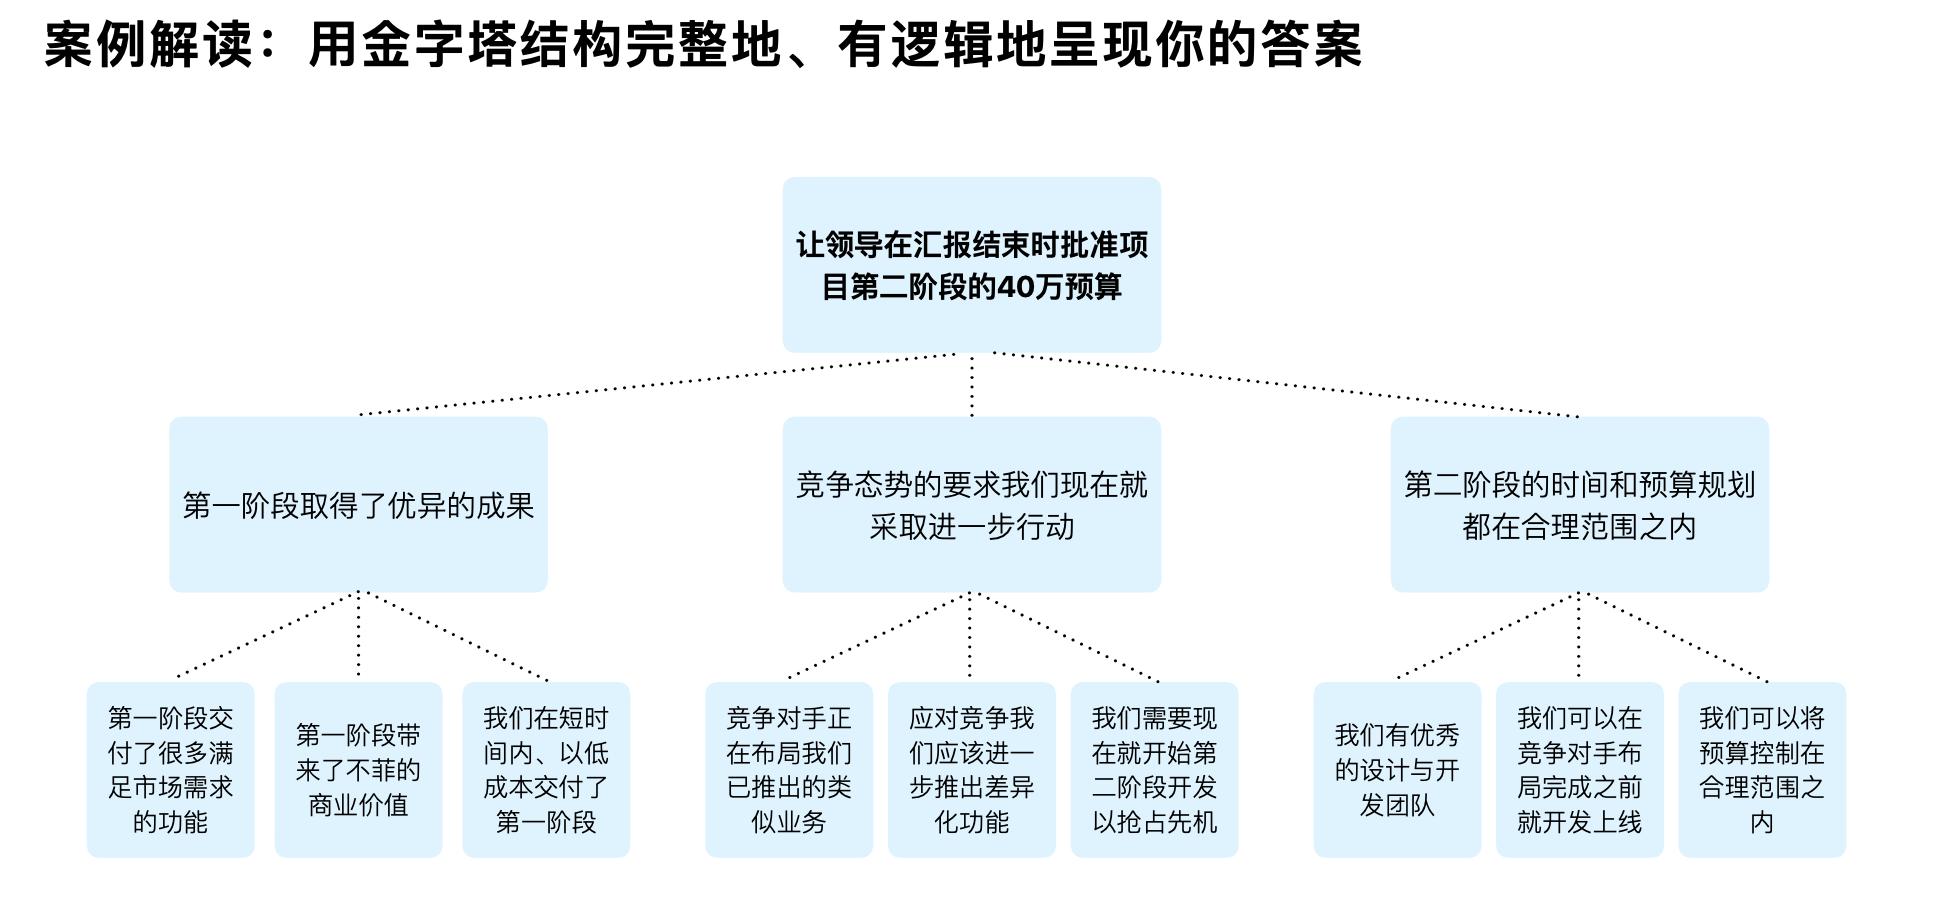 案例解读：用金字塔结构完整地、有逻辑地呈现你的答案
让领导在汇报结束时批准项
目第二阶段的40万预算
第一阶段取得了优异的成果
竞争态势的要求我们现在就
采取进一步行动
第二阶段的时间和预算规划
都在合理范围之内
第一阶段交
付了很多满
足市场需求
的功能
第一阶段带
来了不菲的
商业价值
我们在短时
间内、以低
成本交付了
第一阶段
竞争对手正
在布局我们
已推出的类
似业务
应对竞争我
们应该进一
步推出差异
化功能
我们需要现
在就开始第
二阶段开发
以抢占先机
我们有优秀
的设计与开
发团队
我们可以在
竞争对手布
局完成之前
就开发上线
我们可以将
预算控制在
合理范围之
内